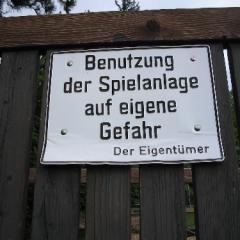 Benutzung
der Spielanlage
auf eigene
Gefahr
Der Eigentümer